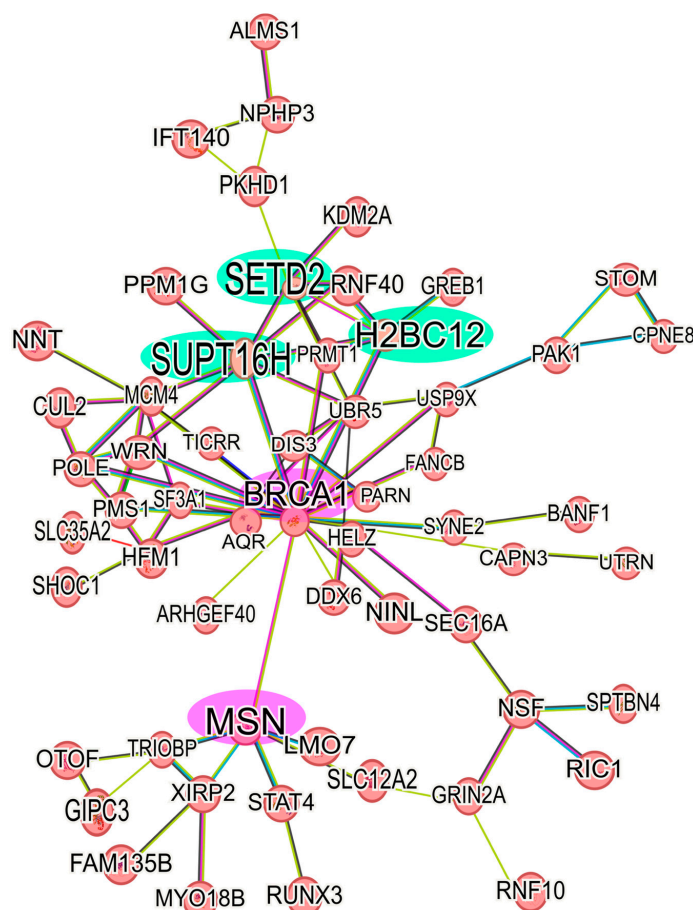 ALMS1
NPHP3
IFT140
PKHD1
KDM2A
SETD2
RNF40
GREB1
PPM1G
STOM
H2BC12
CPNE8
NNT
SUPT16H
PRMT1
PAK1
MCM4
CUL2
UBR5
USP9X
TICRR
DIS3
WRN
POLE
FANCB
BRCA1
PARN
SF3A1
PMS1
BANF1
SYNE2
SLC35A2
AQR
HELZ
HFM1
CAPN3
UTRN
SHOC1
DDX6
ARHGEF40
NINL
SEC16A
NSF
SPTBN4
MSN
LMO7
TRIOBP
OTOF
RIC1
SLC12A2
XIRP2
STAT4
GRIN2A
GIPC3
FAM135B
MYO18B
RUNX3
RNF10